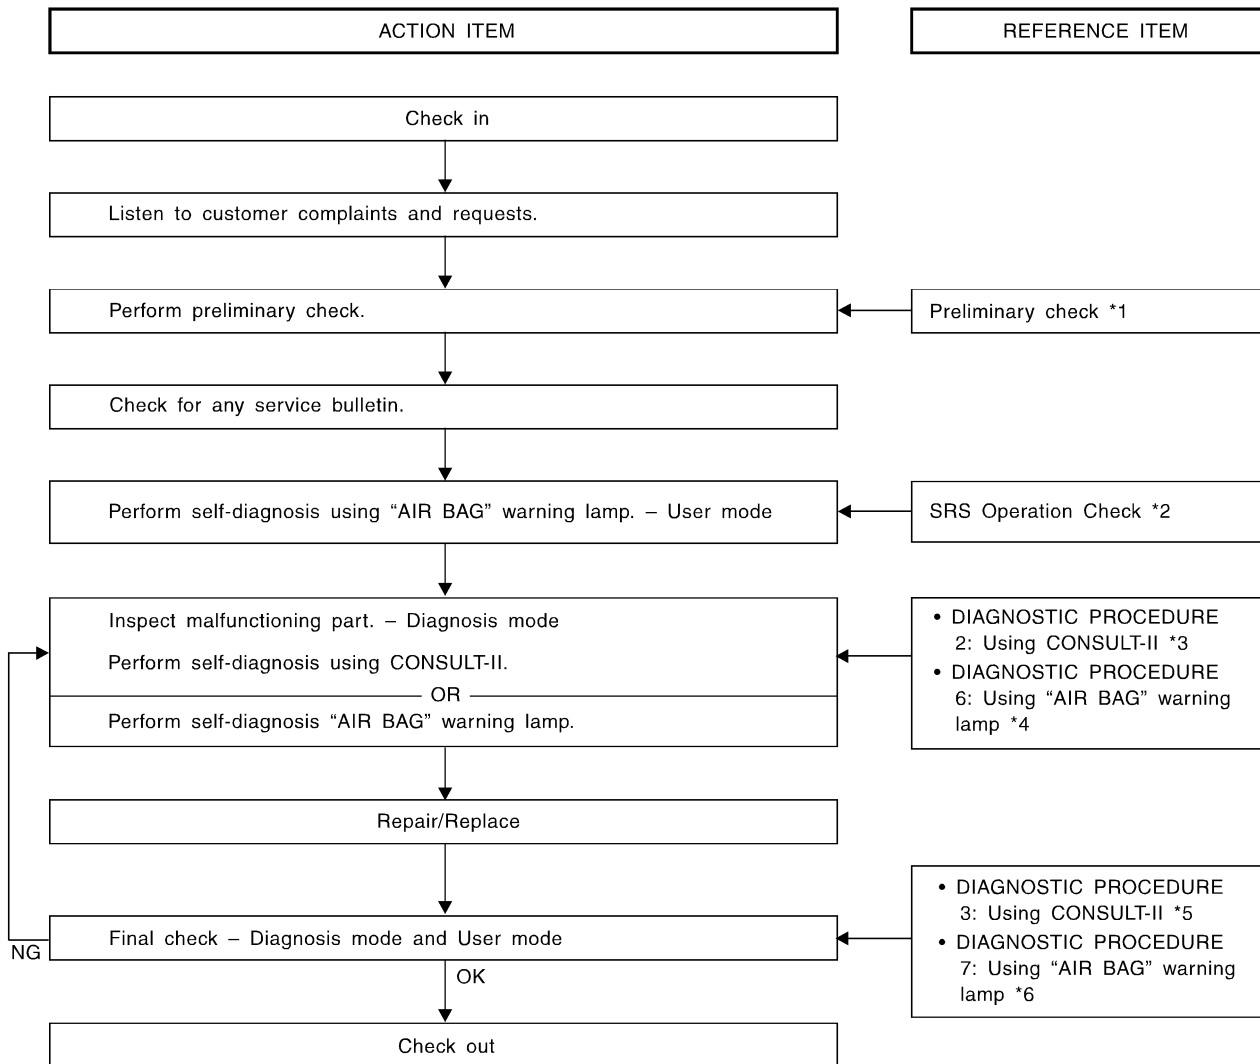 ACTION ITEM
REFERENCE ITEM
Check in
Listen to customer complaints and requests.
Perform preliminary check.
Preliminary check *1
Check for any service bulletin.
Perform self-diagnosis using “AIR BAG” warning lamp. – User mode
SRS Operation Check *2
Inspect malfunctioning part. – Diagnosis mode
Perform self-diagnosis using CONSULT-II.
OR
Perform self-diagnosis “AIR BAG” warning lamp.
• DIAGNOSTIC PROCEDURE
2: Using CONSULT-II *3
• DIAGNOSTIC PROCEDURE
6: Using “AIR BAG” warning
lamp *4
Repair/Replace
Final check – Diagnosis mode and User mode
• DIAGNOSTIC PROCEDURE
3: Using CONSULT-II *5
• DIAGNOSTIC PROCEDURE
7: Using “AIR BAG” warning
lamp *6
NG
OK
Check out